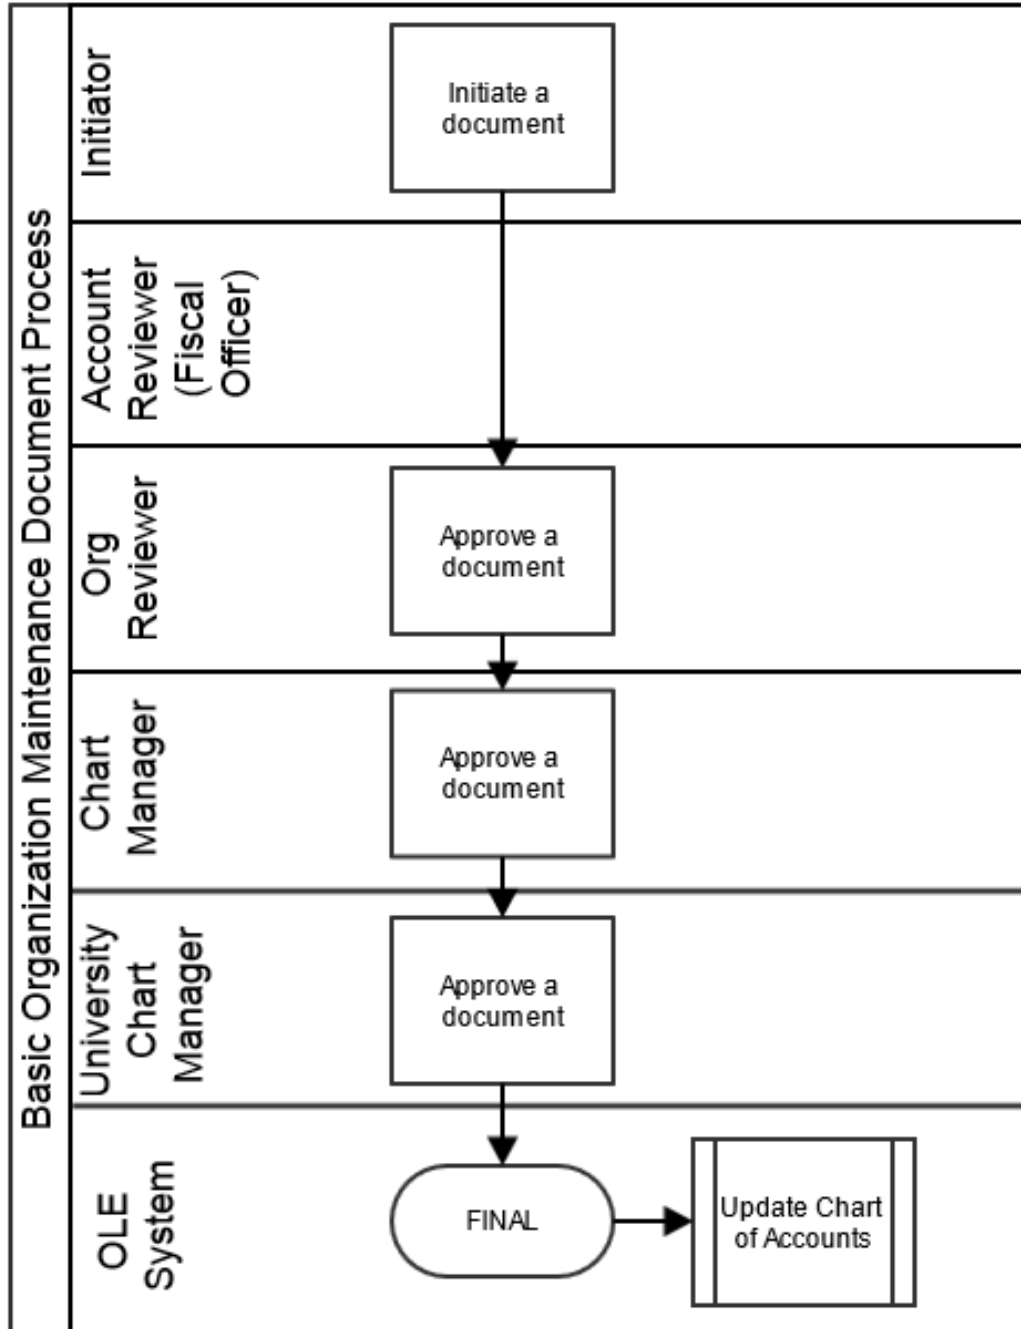 Basic Organization Maintenance Document Process
Initiator
Initiate a
document
Account
Reviewer
(Fiscal
Officer)
Org
Reviewer
Approve a
document
Chart
Manager
Approve a
document
University
Chart
Manager
Approve a
document
OLE
System
FINAL
Update Chart
of Accounts